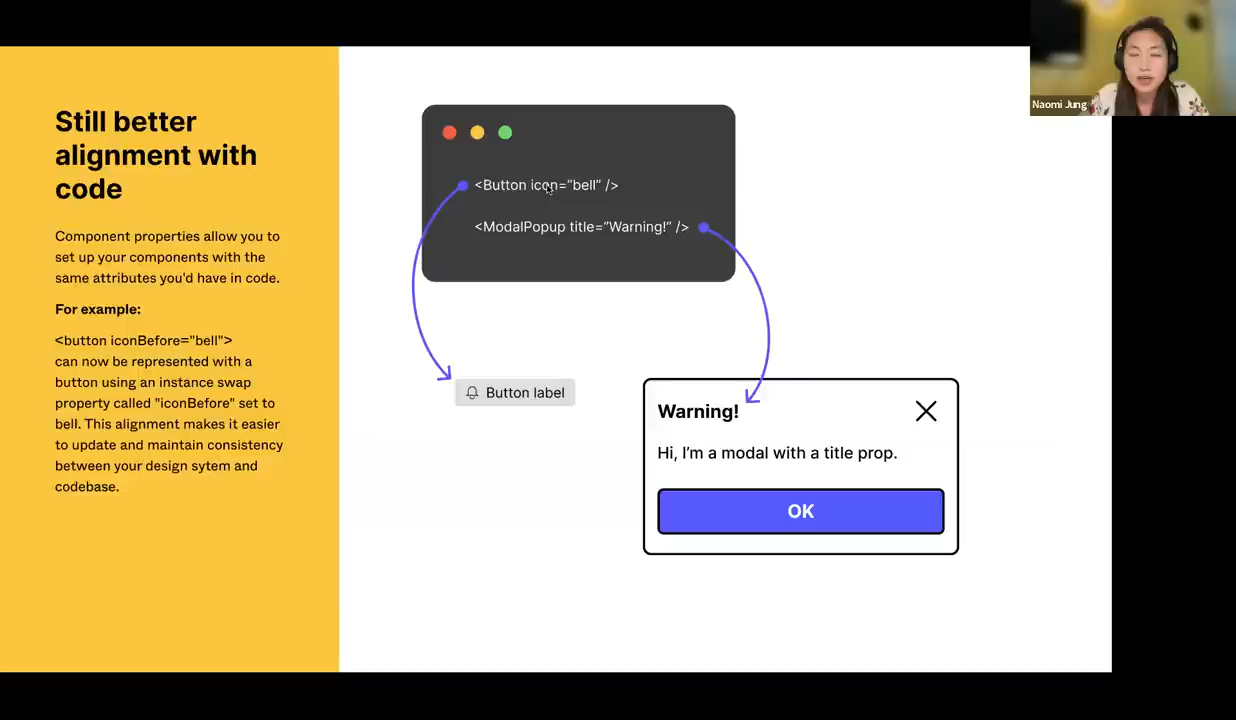 Still better
alignment with
code
Component properties allow you to
set up your components with the
same attributes you'd have in code.
For example:
<button iconBefore="bell">
can now be represented with a
button using an instance swap
property called "iconBefore" set to
bell. This alignment makes it easier
to update and maintain consistency
between your design sytem and
codebase.
<Button icon=”bell” />
<ModalPopup title=”Warning!” />
Button label
Warning!
Hi, I’m a modal with a title prop.
OK
Naomi Jung